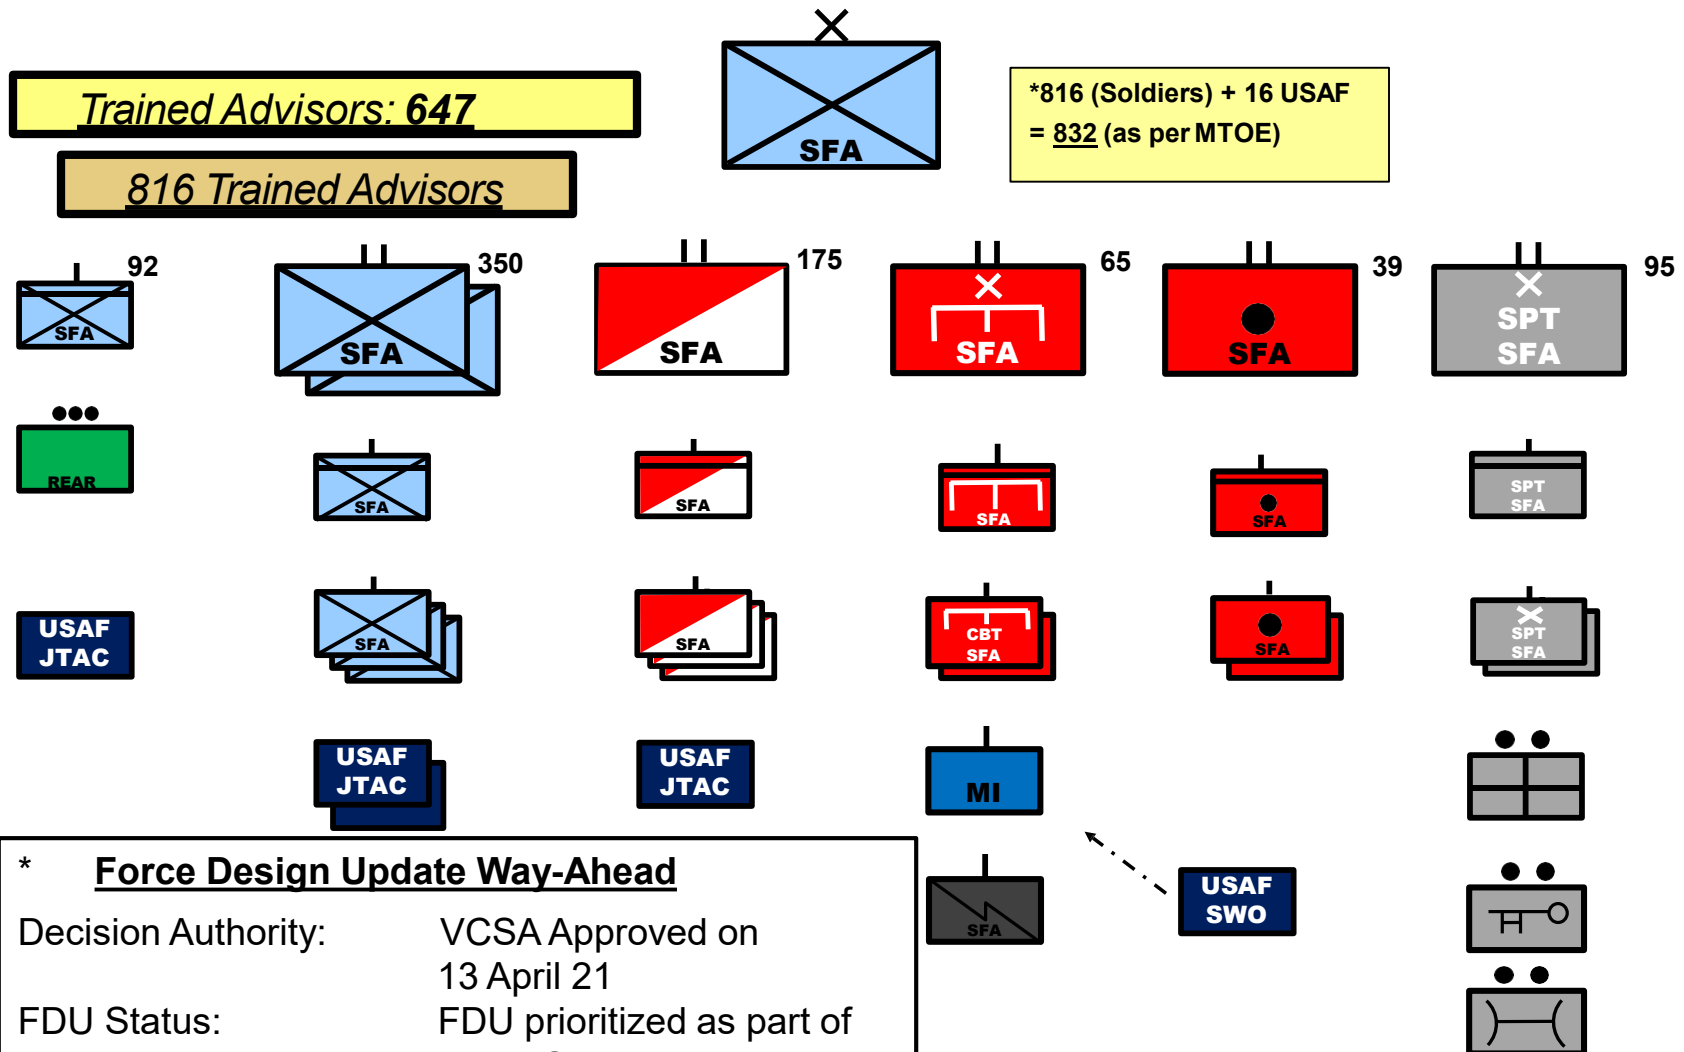 Trained Advisors: 647
816 Trained Advisors
SFA
*816 (Soldiers) + 16 USAF
= 832 (as per MTOE)
92
SFA
350
SFA
175
SFA
65
SFA
39
SFA
95
SPT
SFA
REAR
SFA
SFA
SFA
SFA
SPT
SFA
USAF
JTAC
SFA
SFA
CBT
SFA
SFA
SPT
SFA
USAF
JTAC
USAF
JTAC
MI
SFA
USAF
SWO
* Force Design Update Way-Ahead
Decision Authority: VCSA Approved on
13 April 21
FDU Status: FDU prioritized as part of